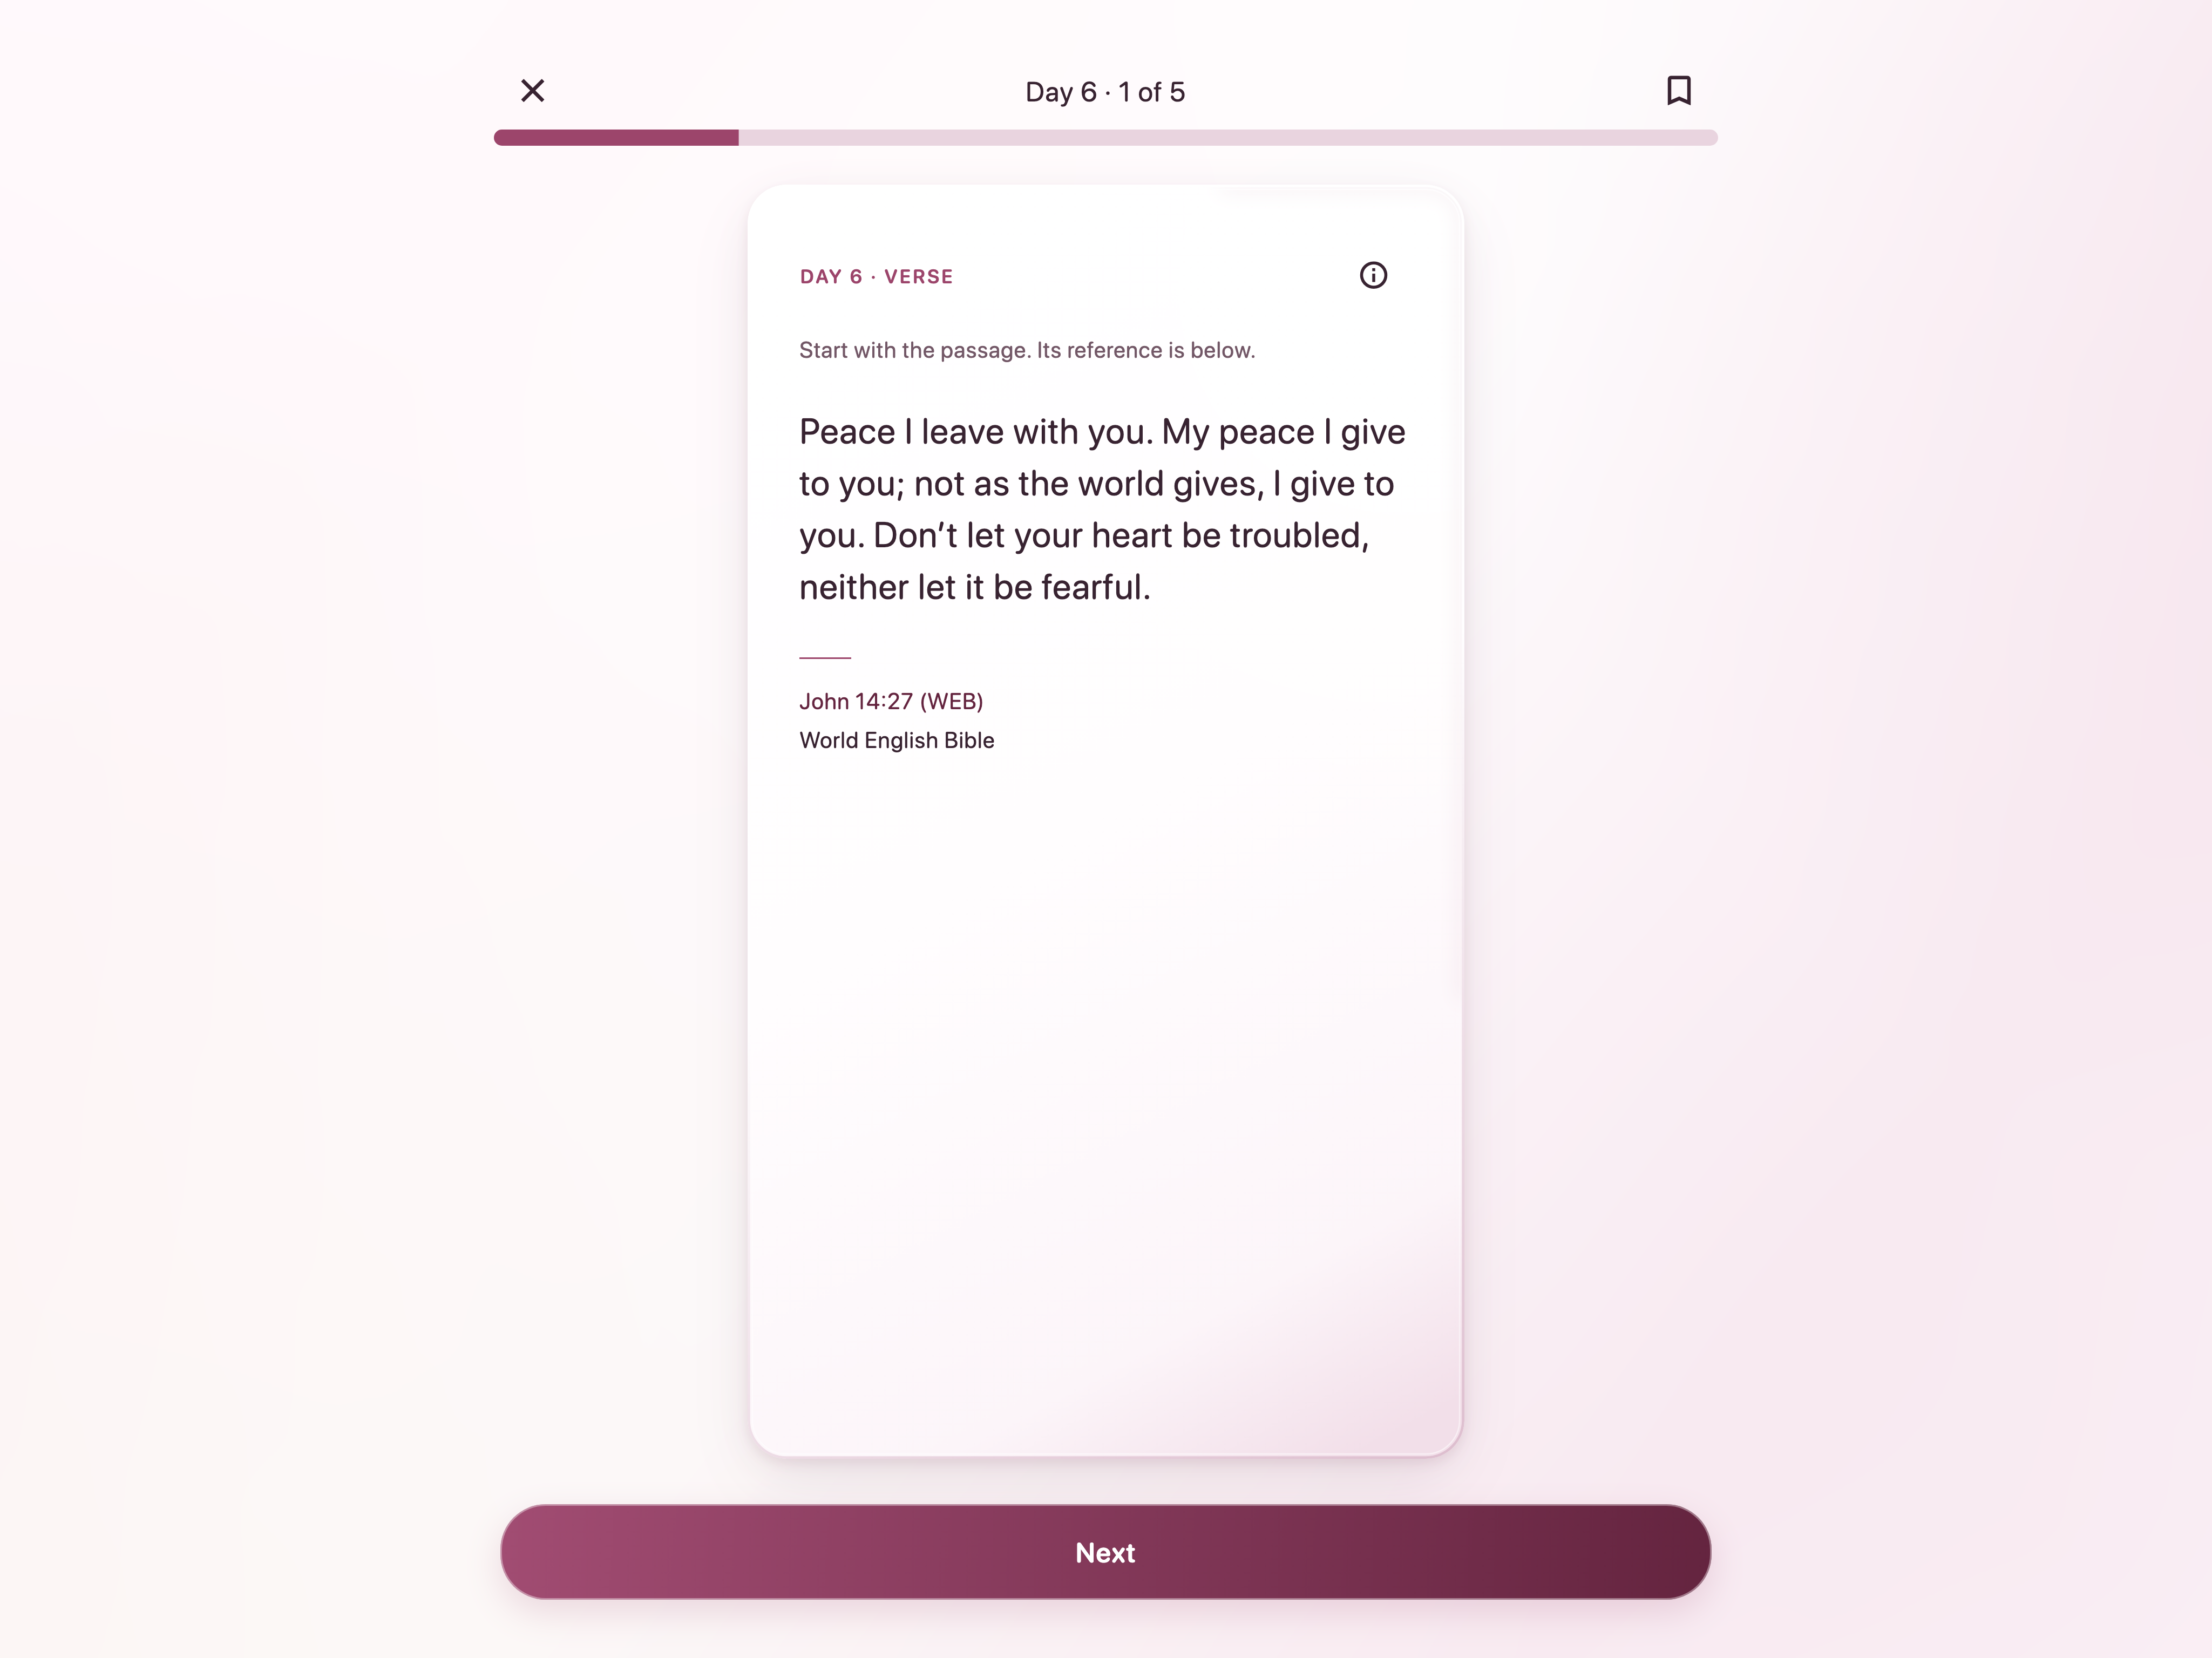 Day 6 · 1 of 5
DAY 6 · VERSE
Start with the passage. Its reference is below.
Peace I leave with you. My peace I give
to you; not as the world gives, I give to
you. Don’t let your heart be troubled,
neither let it be fearful.
John 14:27 (WEB)
World English Bible
Next